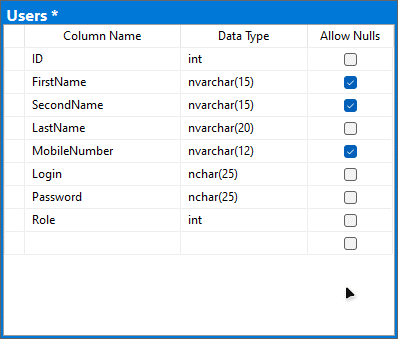 Users *
Column Name Data Type Allow Nulls
ID int
FirstName nvarchar(15)
SecondName nvarchar(15)
LastName nvarchar(20)
MobileNumber nvarchar(12)
Login nchar(25)
Password nchar(25)
Role int